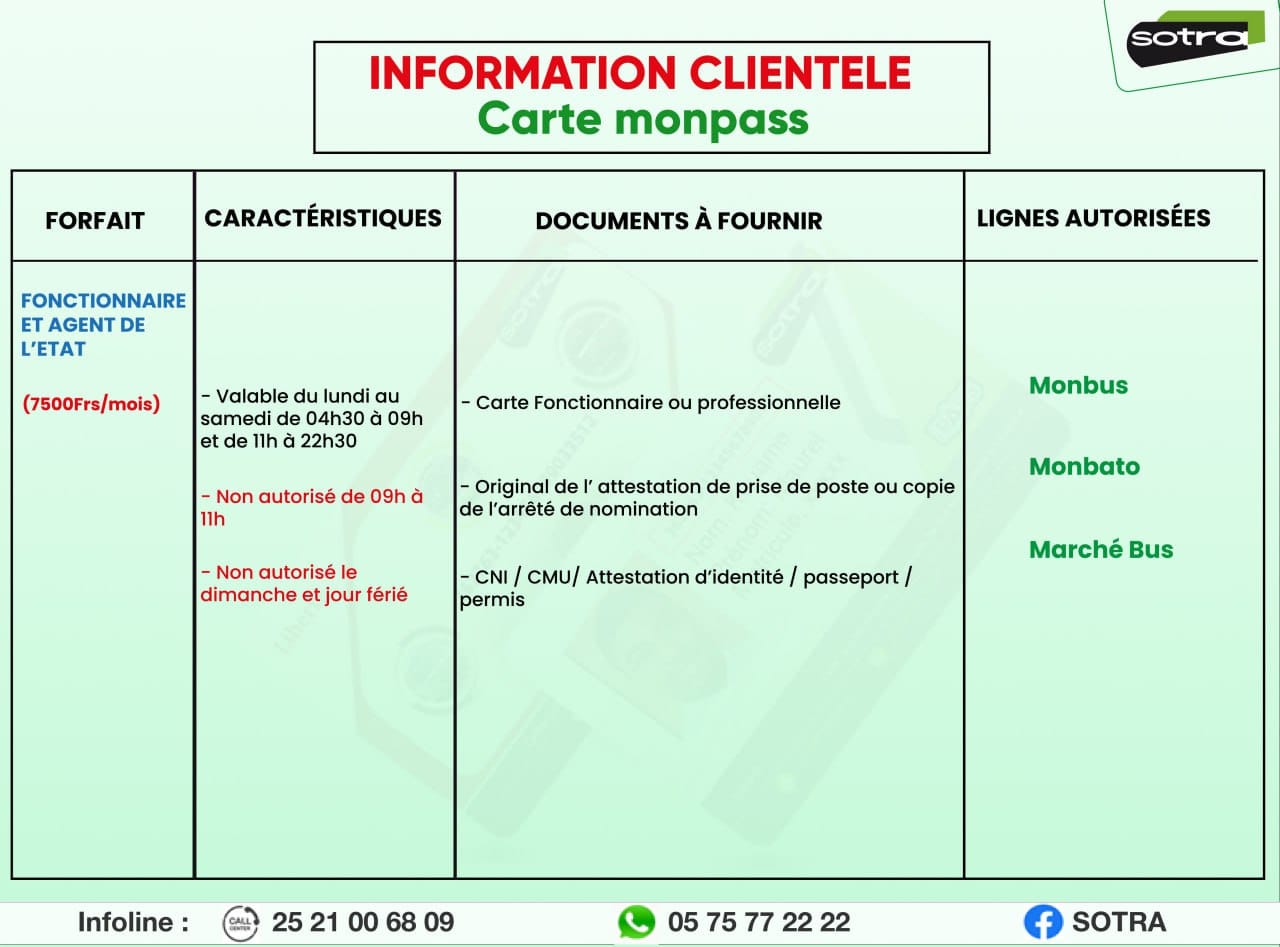 sotra
INFORMATION CLIENTELE
Carte monpass
FORFAIT
CARACTÉRISTIQUES
DOCUMENTS À FOURNIR
LIGNES AUTORISÉES
FONCTIONNAIRE
ET AGENT DE
L’ETAT
(7500Frs/mois)
- Valable du lundi au
samedi de 04h30 à 09h
et de 11h à 22h30
- Non autorisé de 09h à
11h
- Non autorisé le
dimanche et jour férié
- Carte Fonctionnaire ou professionnelle
- Original de l’ attestation de prise de poste ou copie
de l’arrêté de nomination
- CNI / CMU/ Attestation d’identité / passeport /
permis
Monbus
Monbato
Marché Bus
Infoline :
CALL
CENTER
25 21 00 68 09
05 75 77 22 22
SOTRA